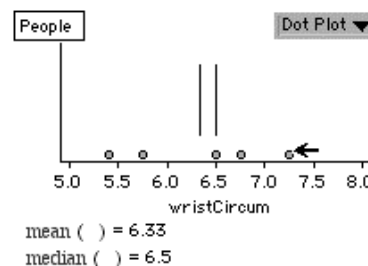 People
Dot Plot
5.0 5.5 6.0 6.5 7.0 7.5 8.0
wristCircum
mean ( ) = 6.33
median ( ) = 6.5